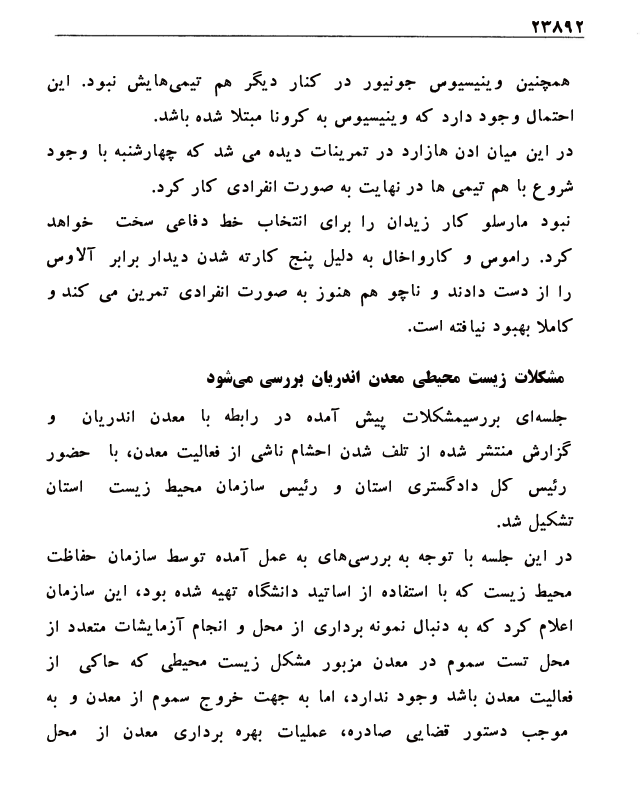 ۲۳۸۹۲
همچنین وینیسیوس جونیور در کنار دیگر هم تیمی‌هایش نبود. این
احتمال وجود دارد که وینیسیوس به کرونا مبتلا شده باشد.
در این میان ادن هازارد در تمرینات دیده می شد که چهارشنبه با وجود
شروع با هم تیمی ها در نهایت به صورت انفرادی کار کرد.
نبود مارسلو کار زیدان را برای انتخاب خط دفاعی سخت خواهد
کرد. راموس و کارواخال به دلیل پنج کارته شدن دیدار برابر آلاوس
را از دست دادند و ناچو هم هنوز به صورت انفرادی تمرین می کند و
کاملا بهبود نیافته است.
مشکلات زیست محیطی معدن اندریان بررسی می‌شود
جلسه‌ای بررسیمشکلات پیش آمده در رابطه با معدن اندریان و
گزارش منتشر شده از تلف شدن احشام ناشی از فعالیت معدن، با حضور
رئیس کل دادگستری استان و رئیس سازمان محیط زیست استان
تشکیل شد.
در این جلسه با توجه به بررسی‌های به عمل آمده توسط سازمان حفاظت
محیط زیست که با استفاده از اساتید دانشگاه تهیه شده بود، این سازمان
اعلام کرد که به دنبال نمونه برداری از محل و انجام آزمایشات متعدد از
محل تست سموم در معدن مزبور مشکل زیست محیطی که حاکی از
فعالیت معدن باشد وجود ندارد، اما به جهت خروج سموم از معدن و به
موجب دستور قضایی صادره، عملیات بهره برداری معدن از محل